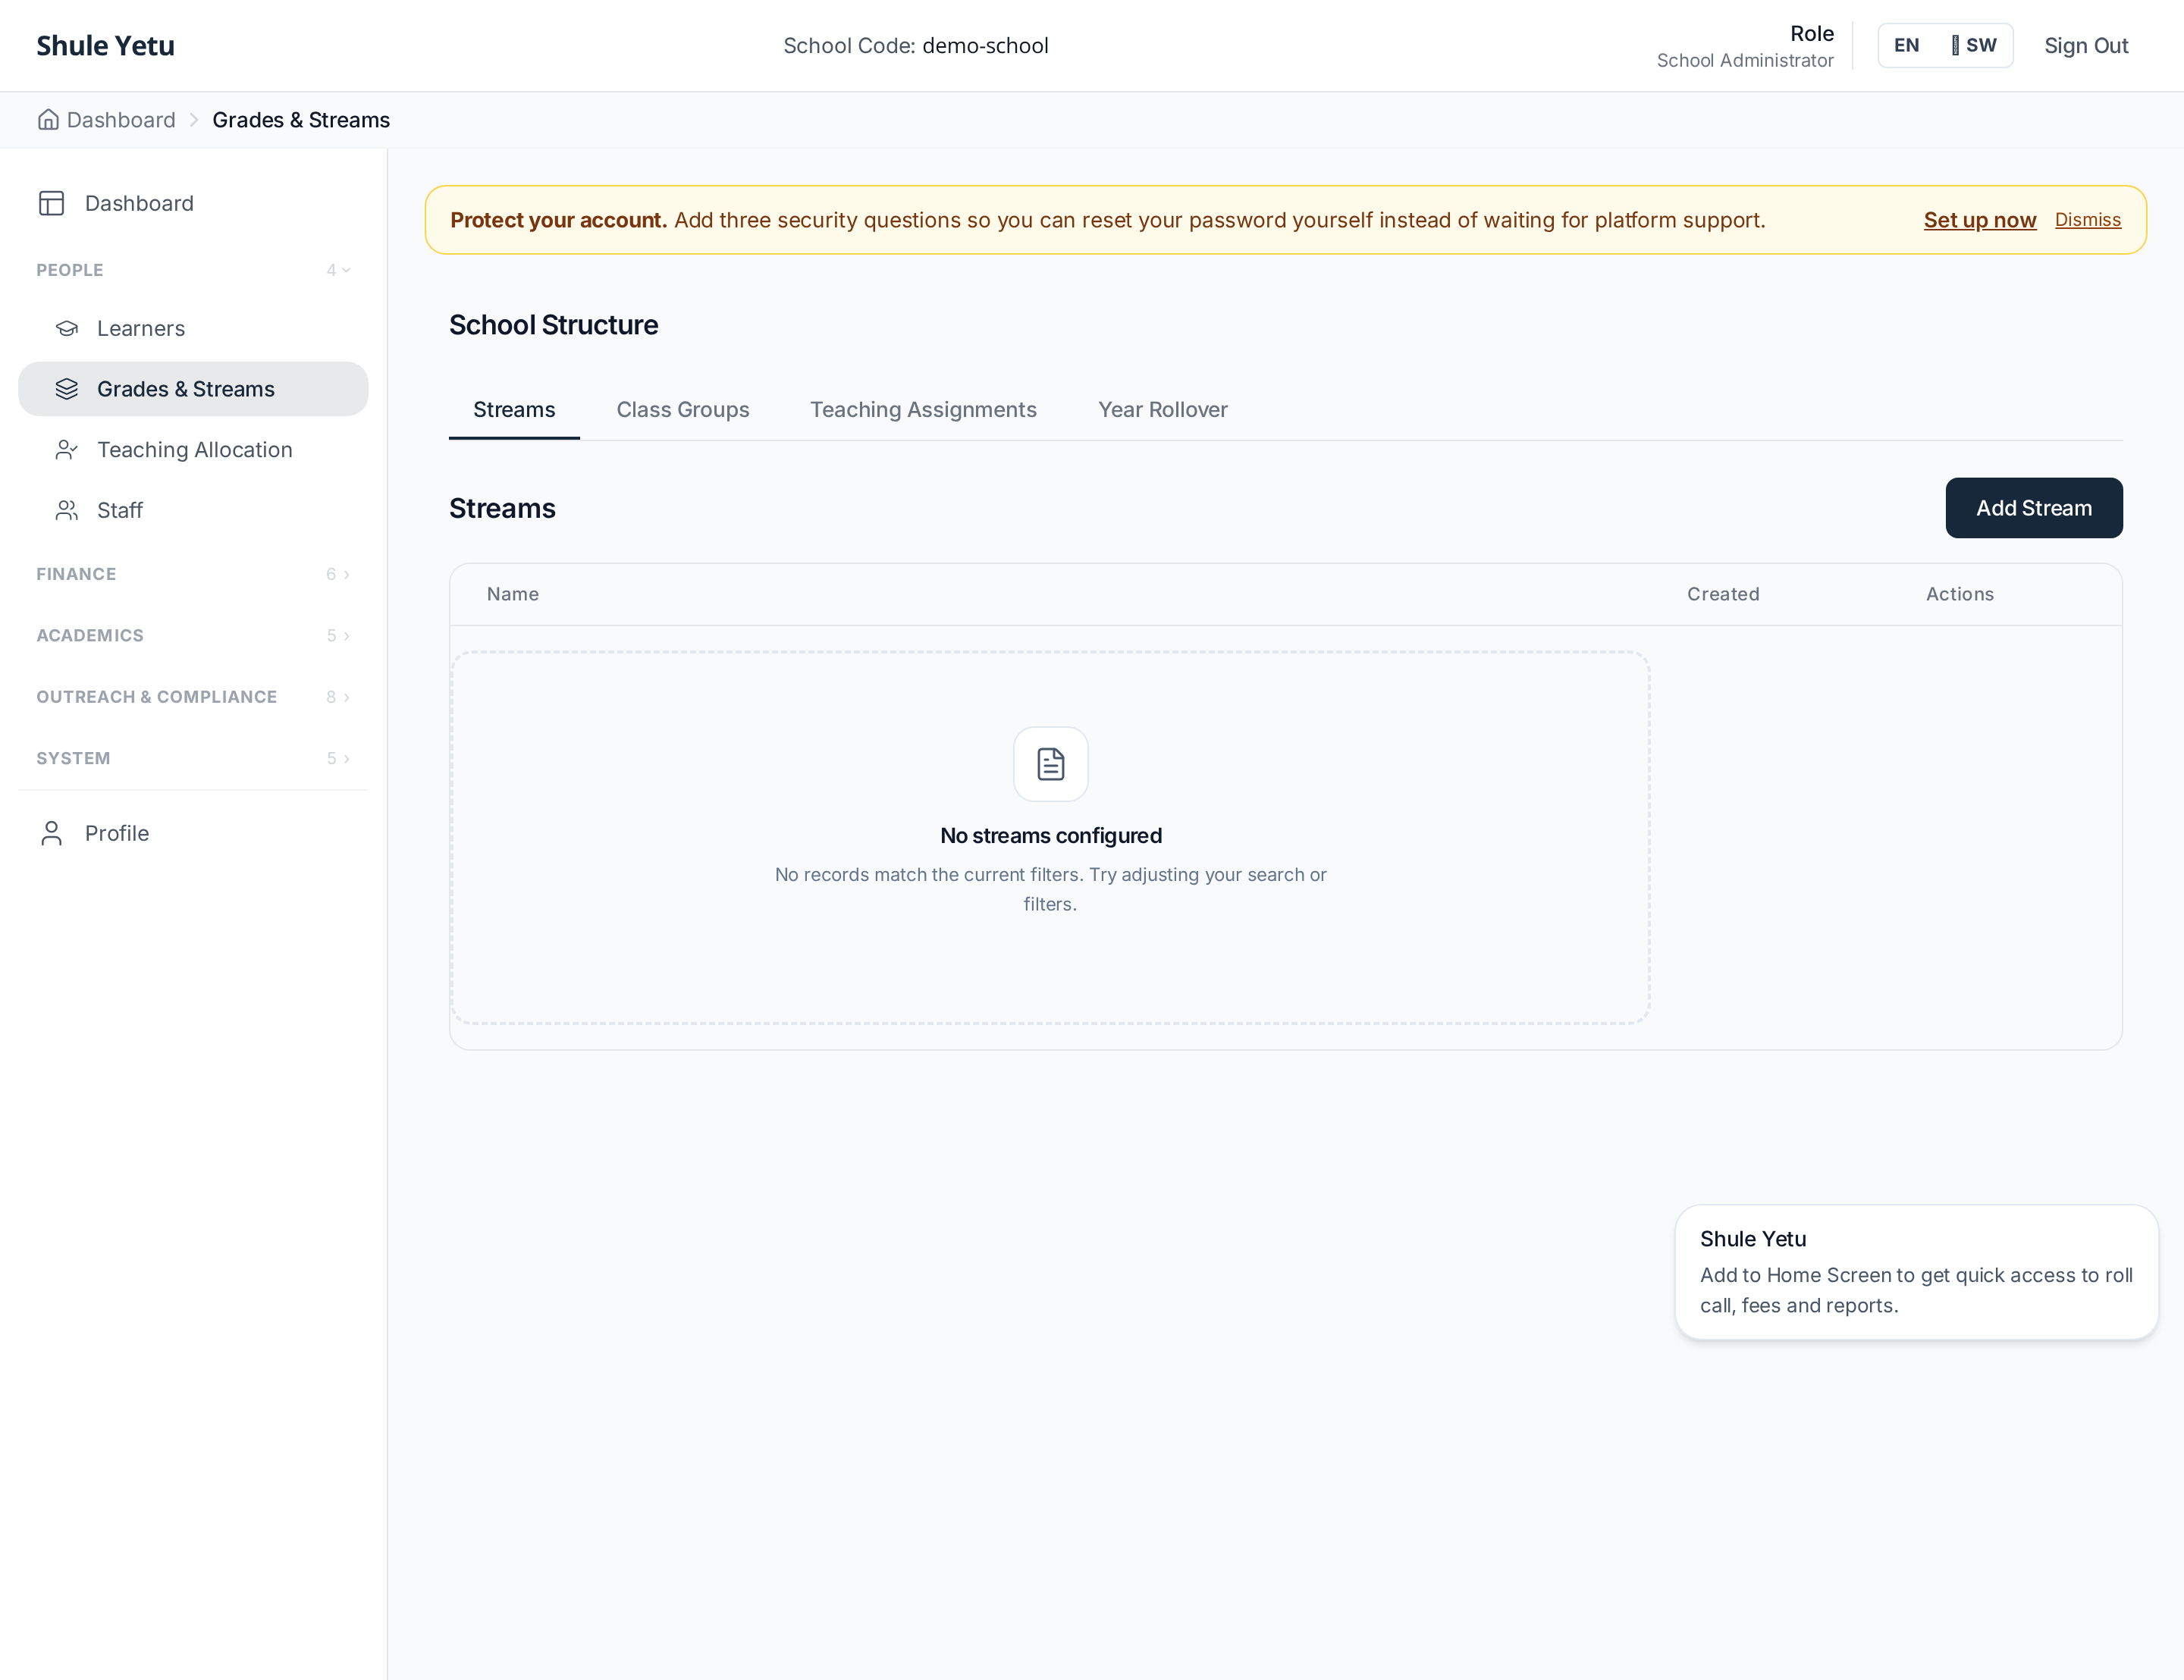 Shule Yetu
School Code: demo-school
Role
School Administrator
EN
SW
Sign Out
Dashboard
Grades & Streams
Dashboard
PEOPLE
4
Learners
Grades & Streams
Teaching Allocation
Staff
FINANCE
6
ACADEMICS
5
OUTREACH & COMPLIANCE
8
SYSTEM
5
Profile
Protect your account. Add three security questions so you can reset your password yourself instead of waiting for platform support.
Set up now
Dismiss
School Structure
Streams
Class Groups
Teaching Assignments
Year Rollover
Streams
Add Stream
Name
Created
Actions
No streams configured
No records match the current filters. Try adjusting your search or
filters.
Shule Yetu
Add to Home Screen to get quick access to roll
call, fees and reports.